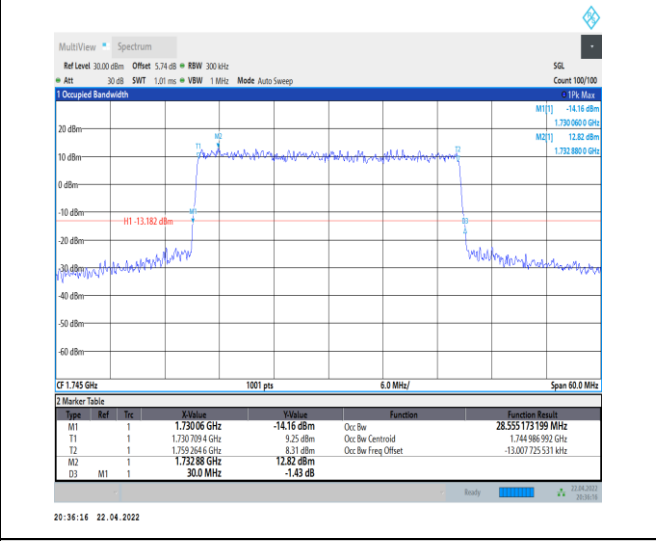 MultiView Spectrum
Ref Level 30.00 dBm Offset 5.74 dB RBW 300 kHz SGL
Att 30 dB SWT 1.01 ms VBW 1 MHz Mode Auto Sweep Count 100/100
1 Occupied Bandwidth 1Pk Max
M1[1] -14.16 dBm
1.730 060 0 GHz
M2[1] 12.82 dBm
1.732 880 0 GHz
20 dBm
M2
T1 T2
10 dBm
0 dBm
-10 dBm M1
H1 -13.182 dBm D3
-20 dBm
-30 dBm
-40 dBm
-50 dBm
-60 dBm
CF 1.745 GHz 1001 pts 6.0 MHz/ Span 60.0 MHz
2 Marker Table
Type Ref Trc X-Value Y-Value Function Function Result
M1 1 1.73006 GHz -14.16 dBm Occ Bw 28.555 173 199 MHz
T1 1 1.730 709 4 GHz 9.25 dBm Occ Bw Centroid 1.744 986 992 GHz
T2 1 1.759 264 6 GHz 8.31 dBm Occ Bw Freq Offset -13.007 725 531 kHz
M2 1 1.732 88 GHz 12.82 dBm
D3 M1 1 30.0 MHz -1.43 dB
Ready 22.04.2022
20:36:16
20:36:16 22.04.2022